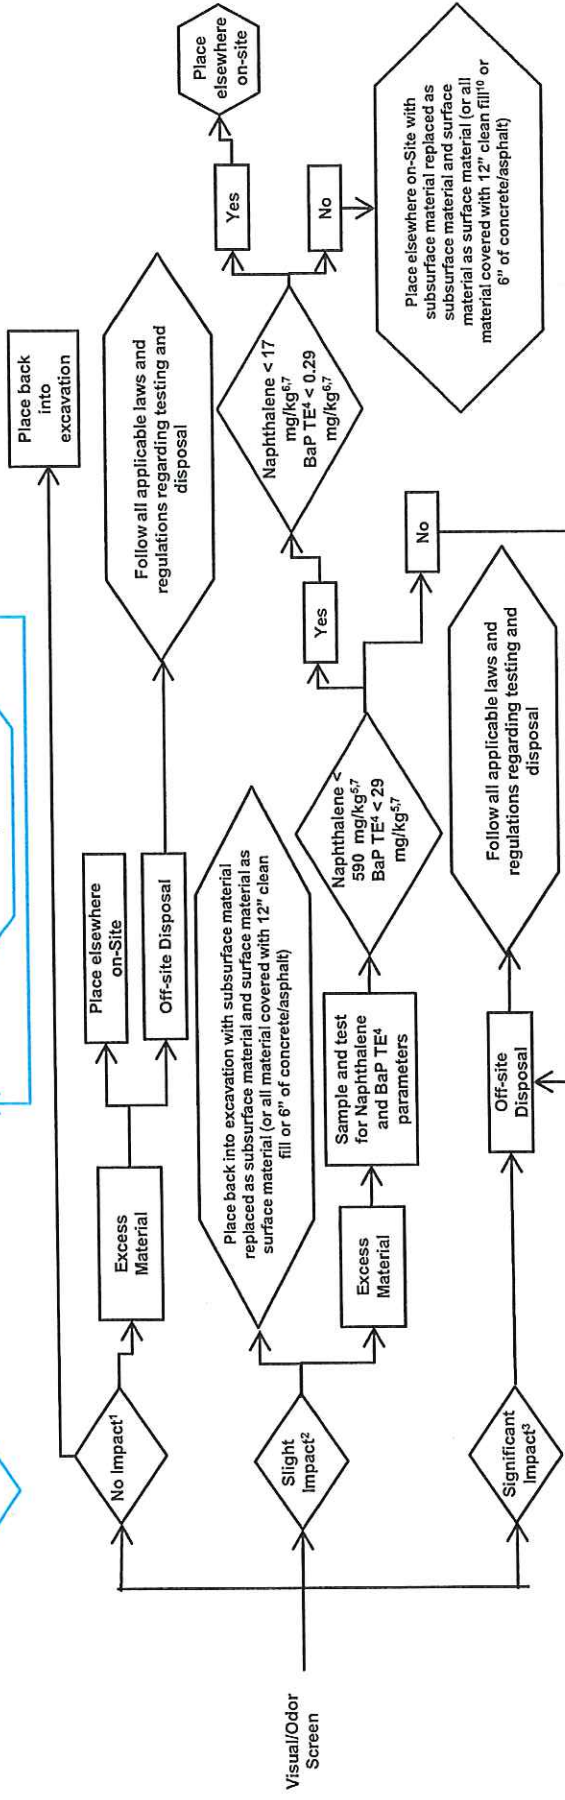 Visual/Odor
Screen
No Impact¹
Place back
into
excavation
Excess
Material
Place elsewhere
on-Site
Off-site Disposal
Follow all applicable laws and
regulations regarding testing and
disposal
Slight
Impact²
Place back into excavation with subsurface material
replaced as subsurface material and surface material as
surface material (or all material covered with 12" clean
fill or 6" of concrete/asphalt)
Excess
Material
Sample and test
for Naphthalene
and BaP TE⁴
parameters
Naphthalene <
590 mg/kg⁵,⁷
BaP TE⁴ < 29
mg/kg⁵,⁷
Yes
No
Naphthalene < 17
mg/kg⁶,⁷
BaP TE⁴ < 0.29
mg/kg⁶,⁷
Yes
No
Place
elsewhere
on-site
Place elsewhere on-Site with
subsurface material replaced as
subsurface material and surface
material as surface material (or all
material covered with 12" clean fill¹⁰ or
6" of concrete/asphalt)
Significant
Impact³
Off-site
Disposal
Follow all applicable laws and
regulations regarding testing and
disposal